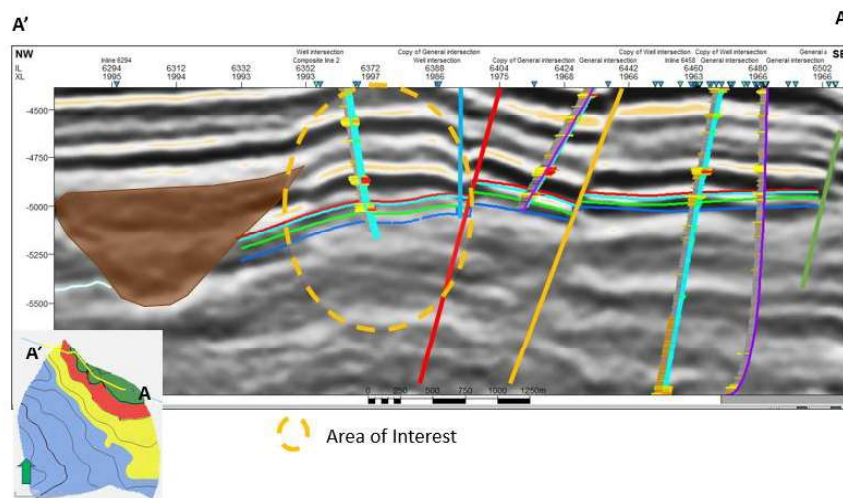 A'
A
NW
SE
Inline 6294
Well intersection
Composite line 2
Copy of General intersection
Well intersection
Copy of General intersection
General intersection
Copy of Well intersection
Inline 6458
Copy of Well intersection
General intersection
General i
IL 6294 6312 6332 6352 6372 6388 6404 6424 6442 6460 6480 6502
XL 1995 1994 1993 1993 1997 1986 1975 1968 1966 1963 1966 1966
-4500
-4750
-5000
-5250
-5500
0 250 500 750 1000 1250m
A'
A
Area of Interest